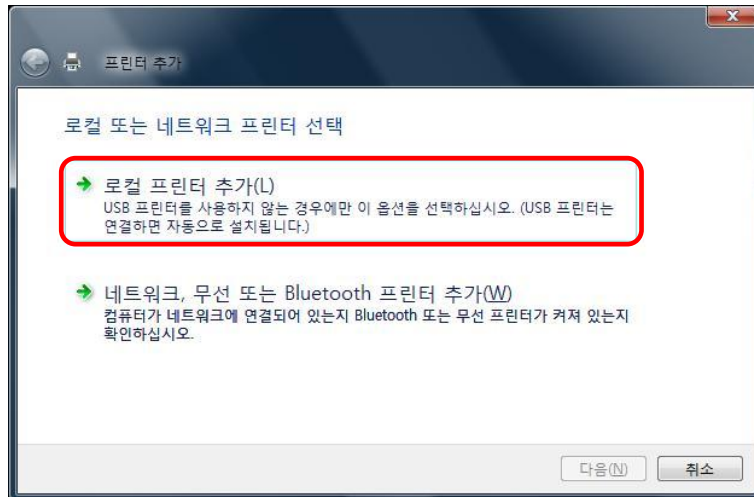 프린터 추가
로컬 또는 네트워크 프린터 선택
로컬 프린터 추가(L)
USB 프린터를 사용하지 않는 경우에만 이 옵션을 선택하십시오. (USB 프린터는
연결하면 자동으로 설치됩니다.)
네트워크, 무선 또는 Bluetooth 프린터 추가(W)
컴퓨터가 네트워크에 연결되어 있는지 Bluetooth 또는 무선 프린터가 켜져 있는지
확인하십시오.
다음(N) 취소